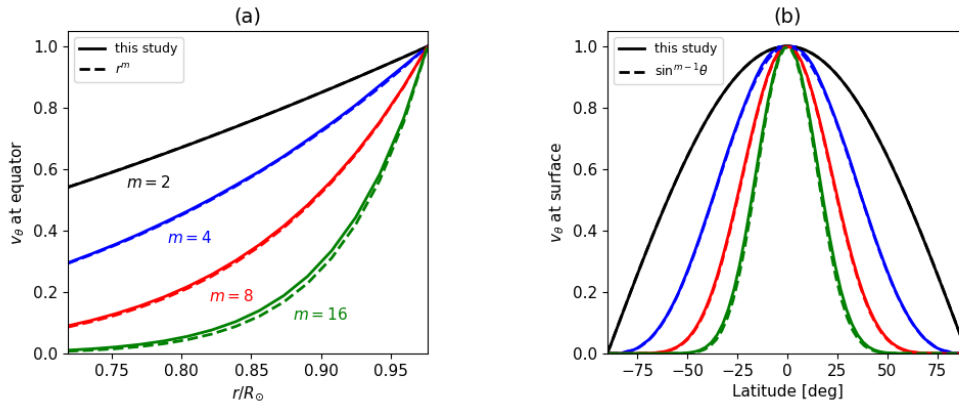 (a)
this study
r^m
1.0
0.8
0.6
0.4
0.2
0.0
v_θ at equator
m = 2
m = 4
m = 8
m = 16
0.75
0.80
0.85
0.90
0.95
r/R_⊙
(b)
this study
sin^{m−1}θ
1.0
0.8
0.6
0.4
0.2
0.0
v_θ at surface
−75
−50
−25
0
25
50
75
Latitude [deg]